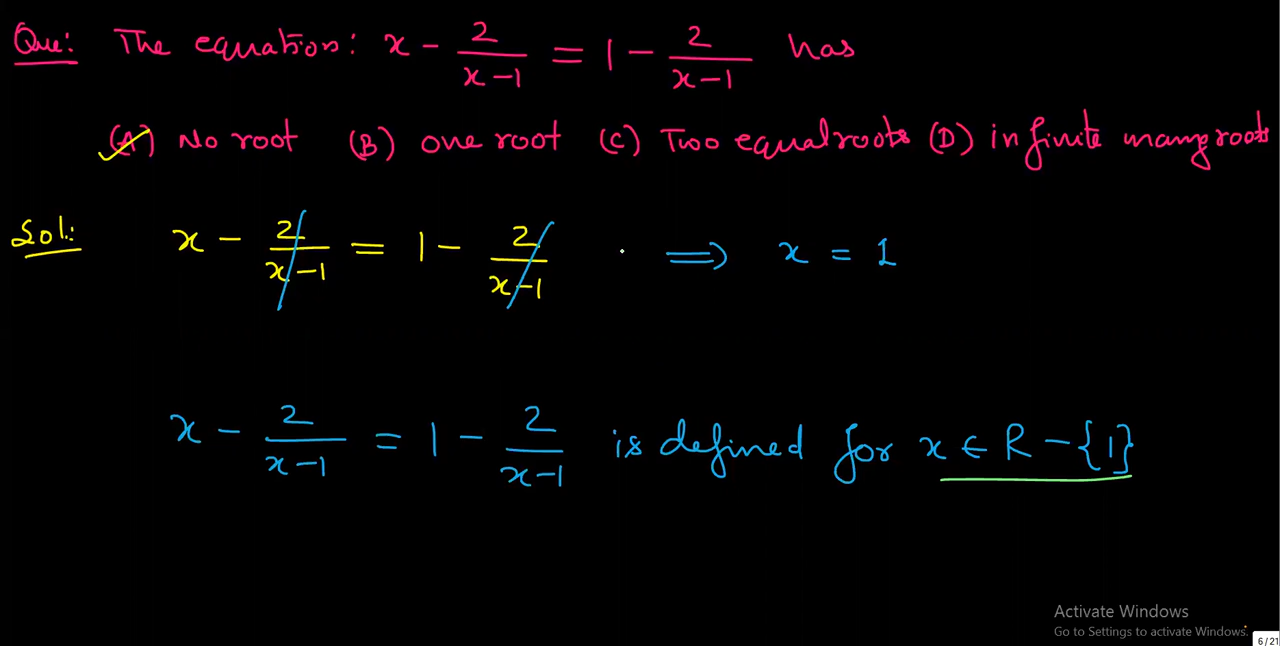 Que: The equation: x - 2/(x-1) = 1 - 2/(x-1) has
(A) No root (B) one root (C) Two equal roots (D) infinite many roots
Sol: x - 2/(x-1) = 1 - 2/(x-1) ⟹ x = 1
x - 2/(x-1) = 1 - 2/(x-1) is defined for x ∈ R - {1}
Activate Windows
Go to Settings to activate Windows.
6/21